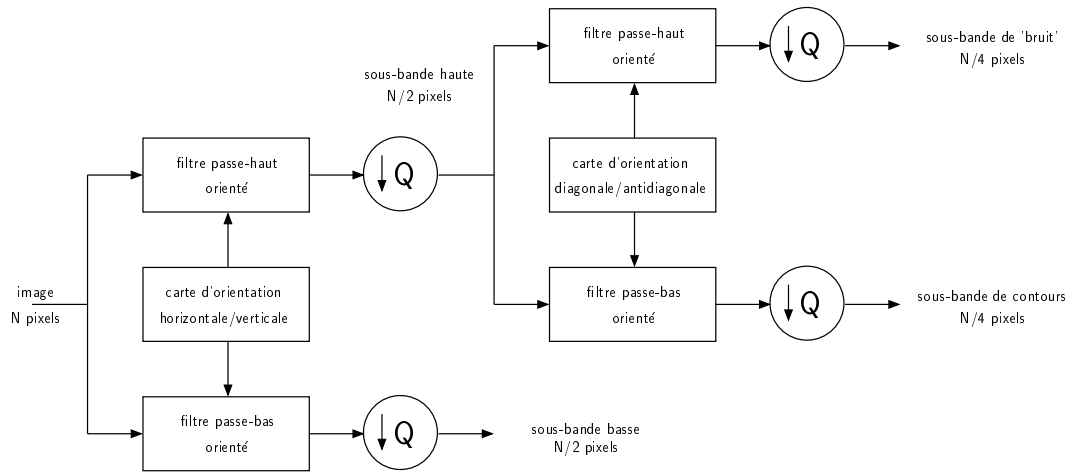 image
N pixels
filtre passe-haut
orienté
carte d'orientation
horizontale/verticale
filtre passe-bas
orienté
↓ Q
↓ Q
sous-bande haute
N/2 pixels
sous-bande basse
N/2 pixels
filtre passe-haut
orienté
carte d'orientation
diagonale/antidiagonale
filtre passe-bas
orienté
↓ Q
↓ Q
sous-bande de 'bruit'
N/4 pixels
sous-bande de contours
N/4 pixels